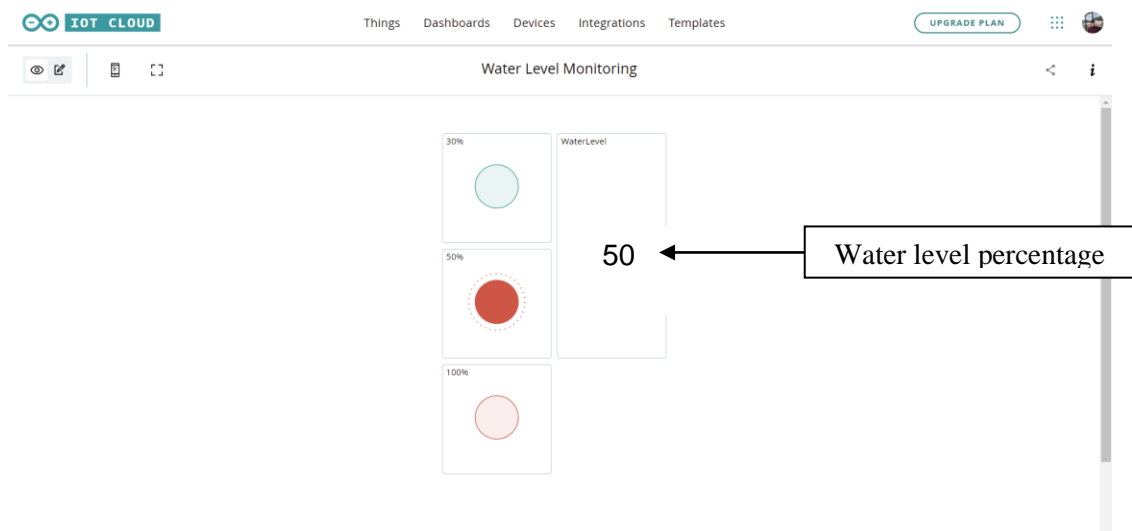 IOT CLOUD
Things Dashboards Devices Integrations Templates
UPGRADE PLAN
Water Level Monitoring
i
30%
WaterLevel
50%
50
Water level percentage
100%